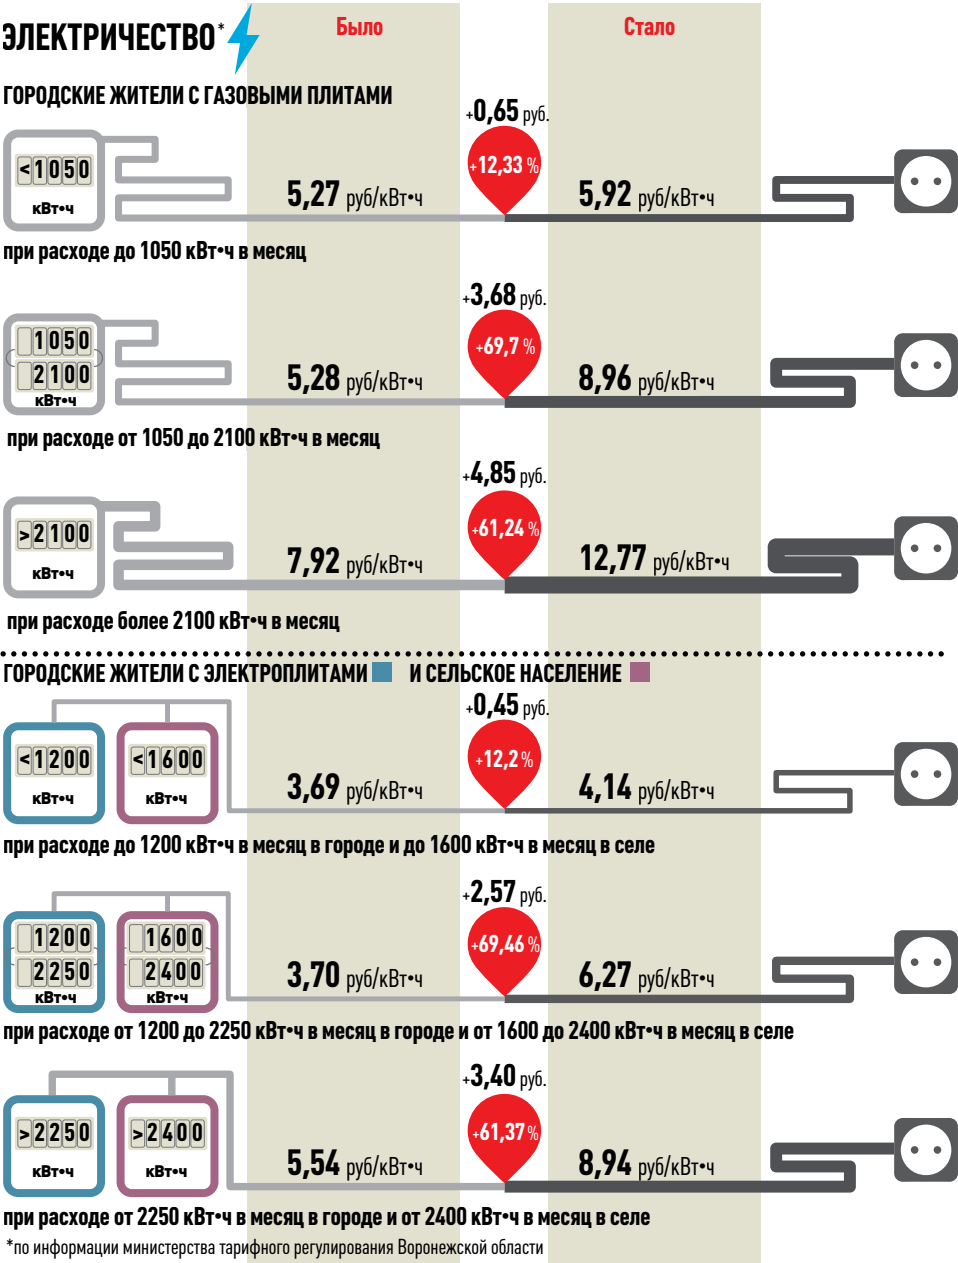 ЭЛЕКТРИЧЕСТВО*
Было
Стало
ГОРОДСКИЕ ЖИТЕЛИ С ГАЗОВЫМИ ПЛИТАМИ
+0,65 руб.
+12,33 %
<1050
кВт•ч
5,27 руб/кВт•ч
5,92 руб/кВт•ч
при расходе до 1050 кВт•ч в месяц
+3,68 руб.
+69,7 %
1050
2100
кВт•ч
5,28 руб/кВт•ч
8,96 руб/кВт•ч
при расходе от 1050 до 2100 кВт•ч в месяц
+4,85 руб.
+61,24 %
>2100
кВт•ч
7,92 руб/кВт•ч
12,77 руб/кВт•ч
при расходе более 2100 кВт•ч в месяц
ГОРОДСКИЕ ЖИТЕЛИ С ЭЛЕКТРОПЛИТАМИ И СЕЛЬСКОЕ НАСЕЛЕНИЕ
+0,45 руб.
+12,2 %
<1200
кВт•ч
<1600
кВт•ч
3,69 руб/кВт•ч
4,14 руб/кВт•ч
при расходе до 1200 кВт•ч в месяц в городе и до 1600 кВт•ч в месяц в селе
+2,57 руб.
+69,46 %
1200
2250
кВт•ч
1600
2400
кВт•ч
3,70 руб/кВт•ч
6,27 руб/кВт•ч
при расходе от 1200 до 2250 кВт•ч в месяц в городе и от 1600 до 2400 кВт•ч в месяц в селе
+3,40 руб.
+61,37 %
>2250
кВт•ч
>2400
кВт•ч
5,54 руб/кВт•ч
8,94 руб/кВт•ч
при расходе от 2250 кВт•ч в месяц в городе и от 2400 кВт•ч в месяц в селе
*по информации министерства тарифного регулирования Воронежской области